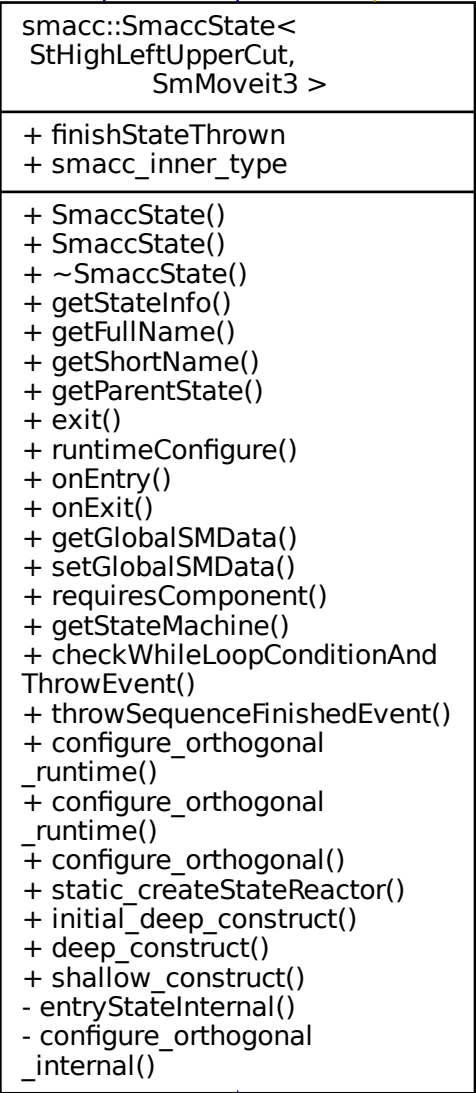 smacc::SmaccState<
StHighLeftUpperCut,
SmMoveit3 >
+ finishStateThrown
+ smacc_inner_type
+ SmaccState()
+ SmaccState()
+ ~SmaccState()
+ getStateInfo()
+ getFullName()
+ getShortName()
+ getParentState()
+ exit()
+ runtimeConfigure()
+ onEntry()
+ onExit()
+ getGlobalSMData()
+ setGlobalSMData()
+ requiresComponent()
+ getStateMachine()
+ checkWhileLoopConditionAnd
ThrowEvent()
+ throwSequenceFinishedEvent()
+ configure_orthogonal
_runtime()
+ configure_orthogonal
_runtime()
+ configure_orthogonal()
+ static_createStateReactor()
+ initial_deep_construct()
+ deep_construct()
+ shallow_construct()
- entryStateInternal()
- configure_orthogonal
_internal()